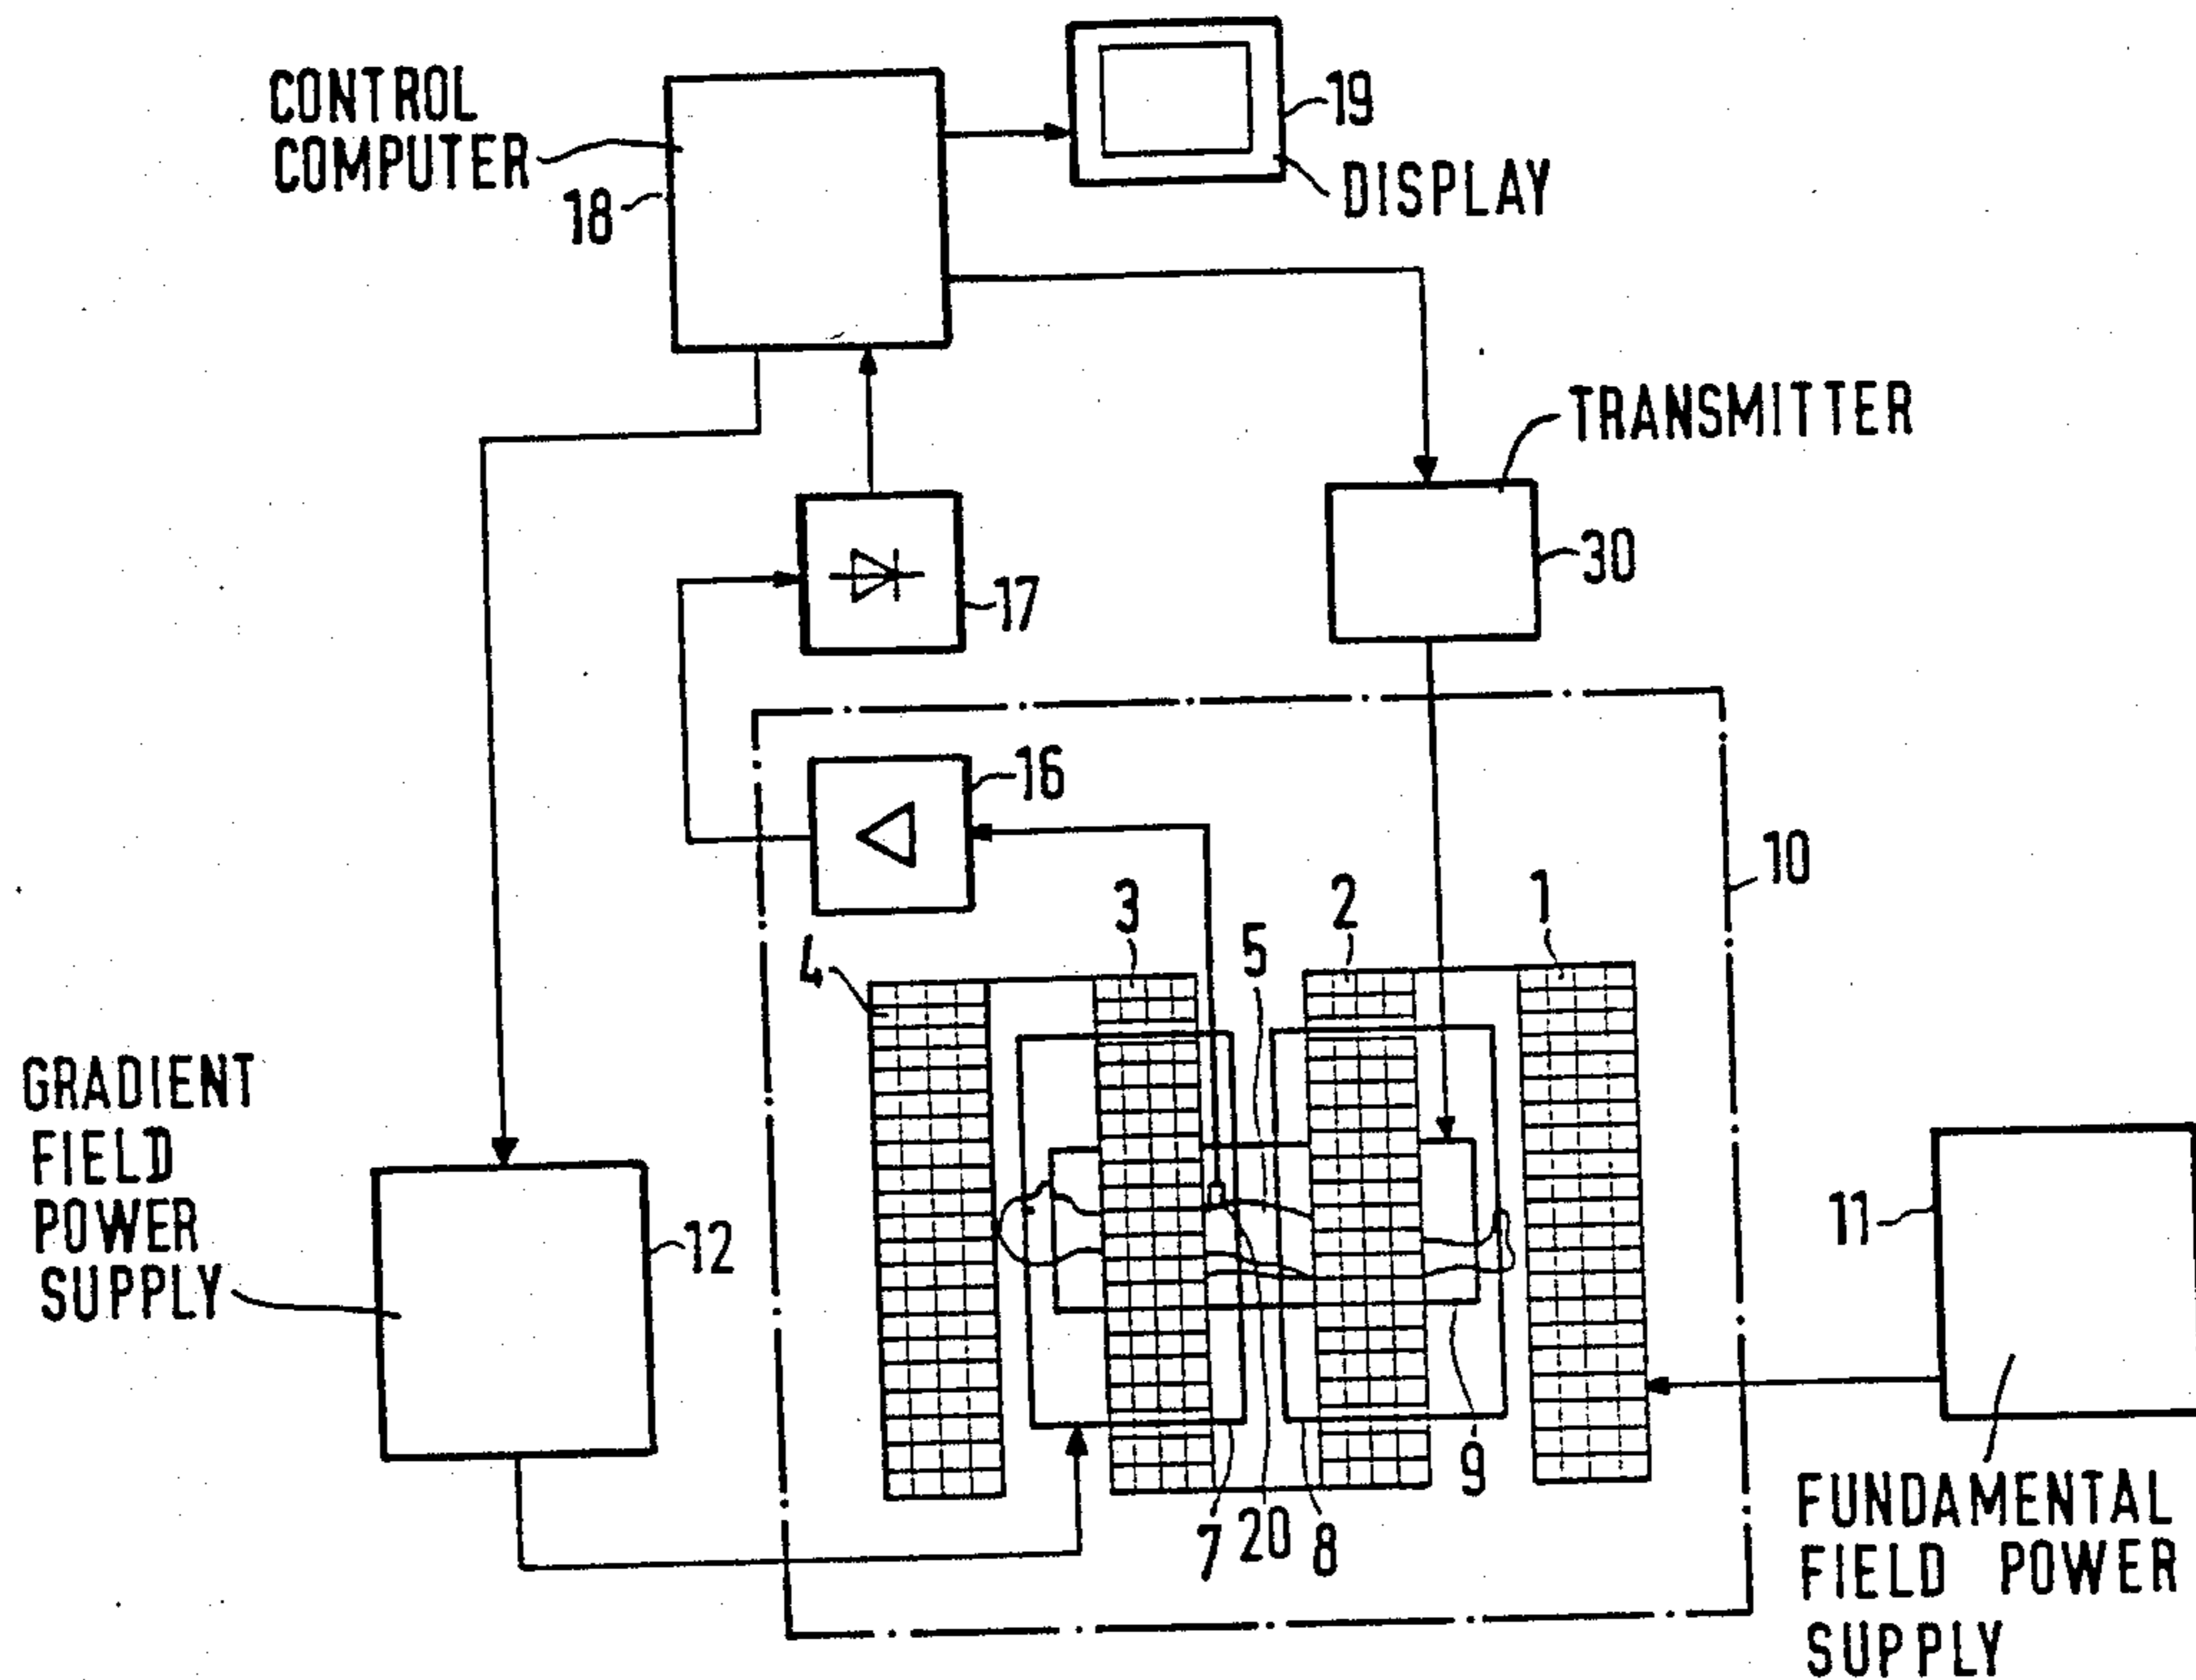 CONTROL
COMPUTER
18
19
DISPLAY
TRANSMITTER
30
17
16
10
4
3
5
2
1
GRADIENT
FIELD
POWER
SUPPLY
12
11
7
20
8
9
FUNDAMENTAL
FIELD POWER
SUPPLY